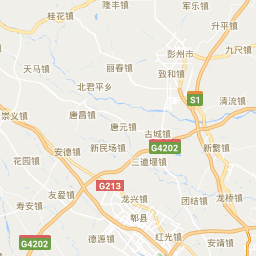 隆丰镇
军乐镇
桂花镇
升平镇
彭州市
九尺镇
天马镇
丽春镇
致和镇
北君平乡
S1
清流镇
崇义镇
唐昌镇
唐元镇
古城镇
安德镇
新民场镇
G4202
新繁镇
花园镇
三道堰镇
G213
友爱镇
龙兴镇
团结镇
龙桥镇
寿安镇
郫县
G4202
德源镇
红光镇
安靖镇